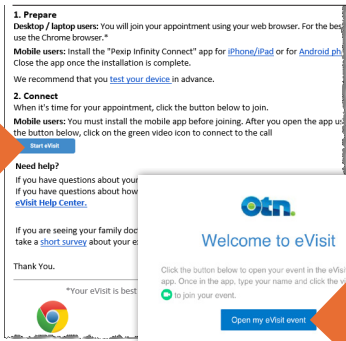 1. Prepare
Desktop / laptop users: You will join your appointment using your web browser. For the bes
use the Chrome browser.*
Mobile users: Install the "Pexip Infinity Connect" app for iPhone/iPad or for Android ph
Close the app once the installation is complete.
We recommend that you test your device in advance.
2. Connect
When it's time for your appointment, click the button below to join.
Mobile users: You must install the mobile app before joining. After you open the app us
the button below, click on the green video icon to connect to the call
Start eVisit
Need help?
If you have questions about your
If you have questions about how
eVisit Help Center.
If you are seeing your family doc
take a short survey about your e
Thank You.
*Your eVisit is best
otn.
Welcome to eVisit
Click the button below to open your event in the eVisi
app. Once in the app, type your name and click the v
to join your event.
Open my eVisit event